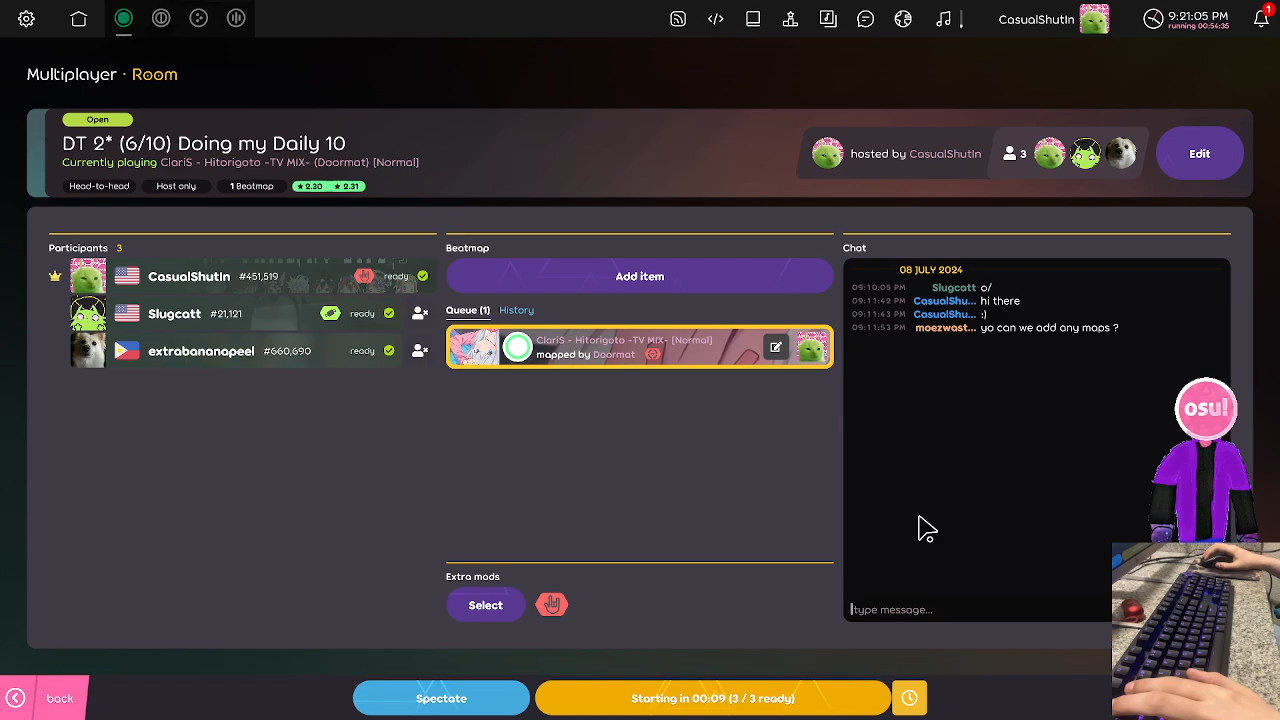 CasualShutIn
9:21:05 PM
running 00:54:35
1
Multiplayer · Room
Open
DT 2* (6/10) Doing my Daily 10
Currently playing ClariS - Hitorigoto -TV MIX- (Doormat) [Normal]
Head-to-head
Host only
1 Beatmap
2.30
2.31
hosted by CasualShutIn
3
Edit
Participants 3
CasualShutIn #451,519 ready
Slugcatt #21,121 ready
extrabananapeel #660,690 ready
Beatmap
Add item
Queue (1) History
ClariS - Hitorigoto -TV MIX- [Normal]
mapped by Doormat
Extra mods
Select
Chat
08 JULY 2024
09:10:05 PM Slugcatt o/
09:11:42 PM CasualShu... hi there
09:11:43 PM CasualShu... :)
09:11:53 PM moezwast... yo can we add any maps ?
osu!
type message...
back
Spectate
Starting in 00:09 (3 / 3 ready)